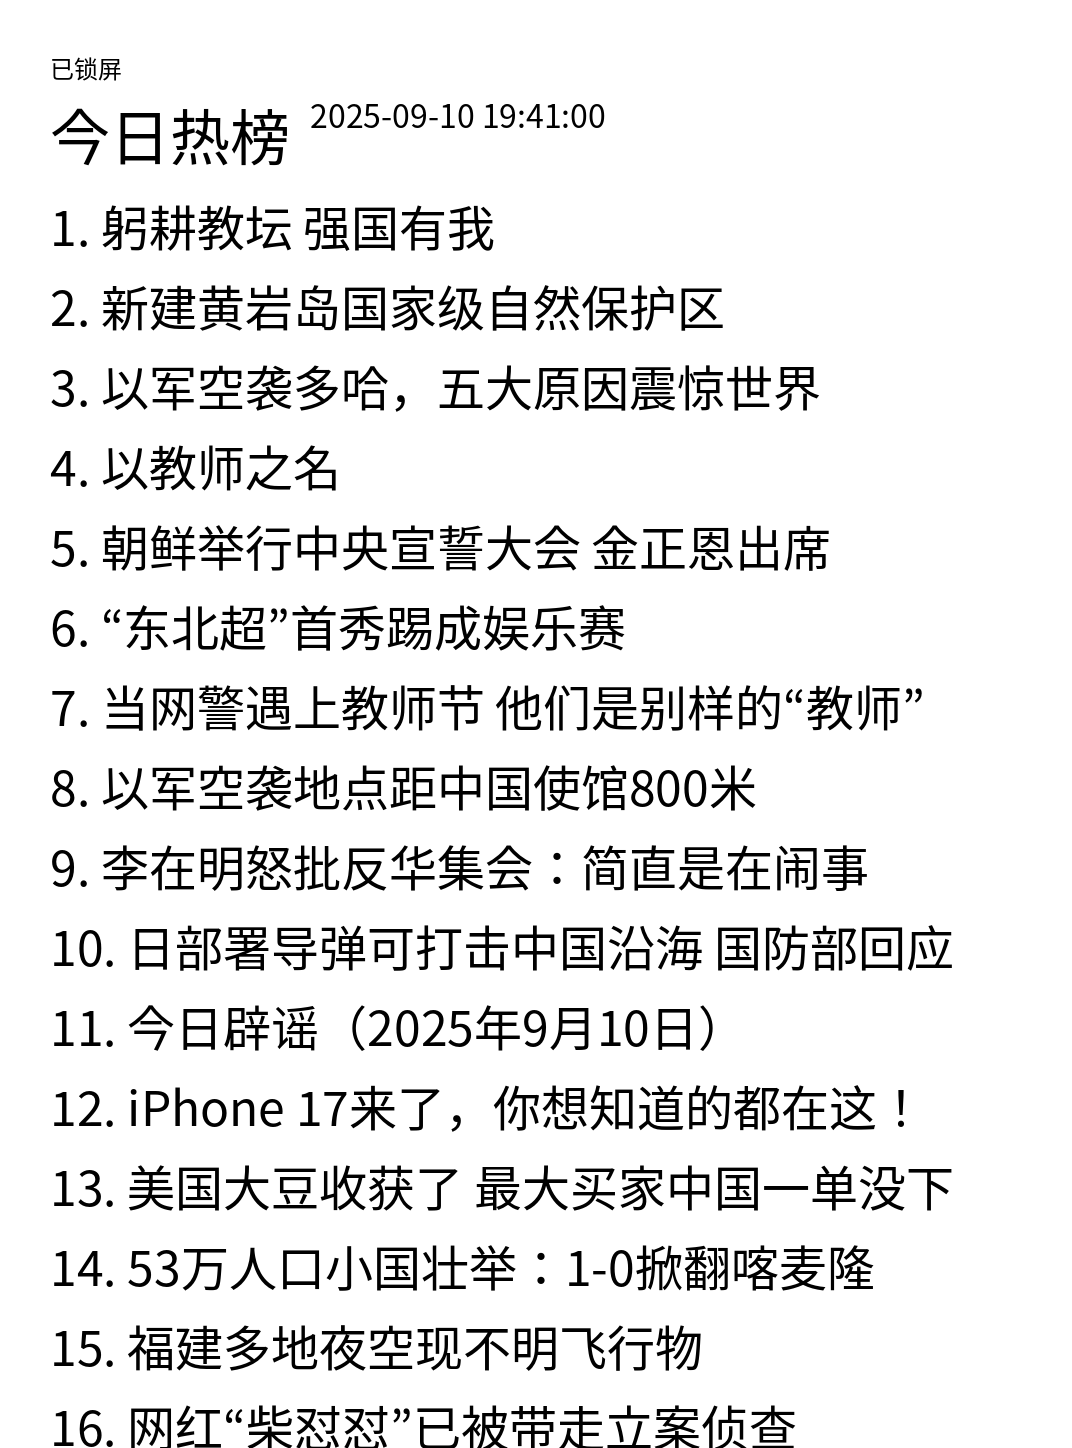 已锁屏
今日热榜 2025-09-10 19:41:00
1. 躬耕教坛 强国有我
2. 新建黄岩岛国家级自然保护区
3. 以军空袭多哈，五大原因震惊世界
4. 以教师之名
5. 朝鲜举行中央宣誓大会 金正恩出席
6. “东北超”首秀踢成娱乐赛
7. 当网警遇上教师节 他们是别样的“教师”
8. 以军空袭地点距中国使馆800米
9. 李在明怒批反华集会：简直是在闹事
10. 日部署导弹可打击中国沿海 国防部回应
11. 今日辟谣（2025年9月10日）
12. iPhone 17来了，你想知道的都在这！
13. 美国大豆收获了 最大买家中国一单没下
14. 53万人口小国壮举：1-0掀翻喀麦隆
15. 福建多地夜空现不明飞行物
16. 网红“柴怼怼”已被带走立案侦查